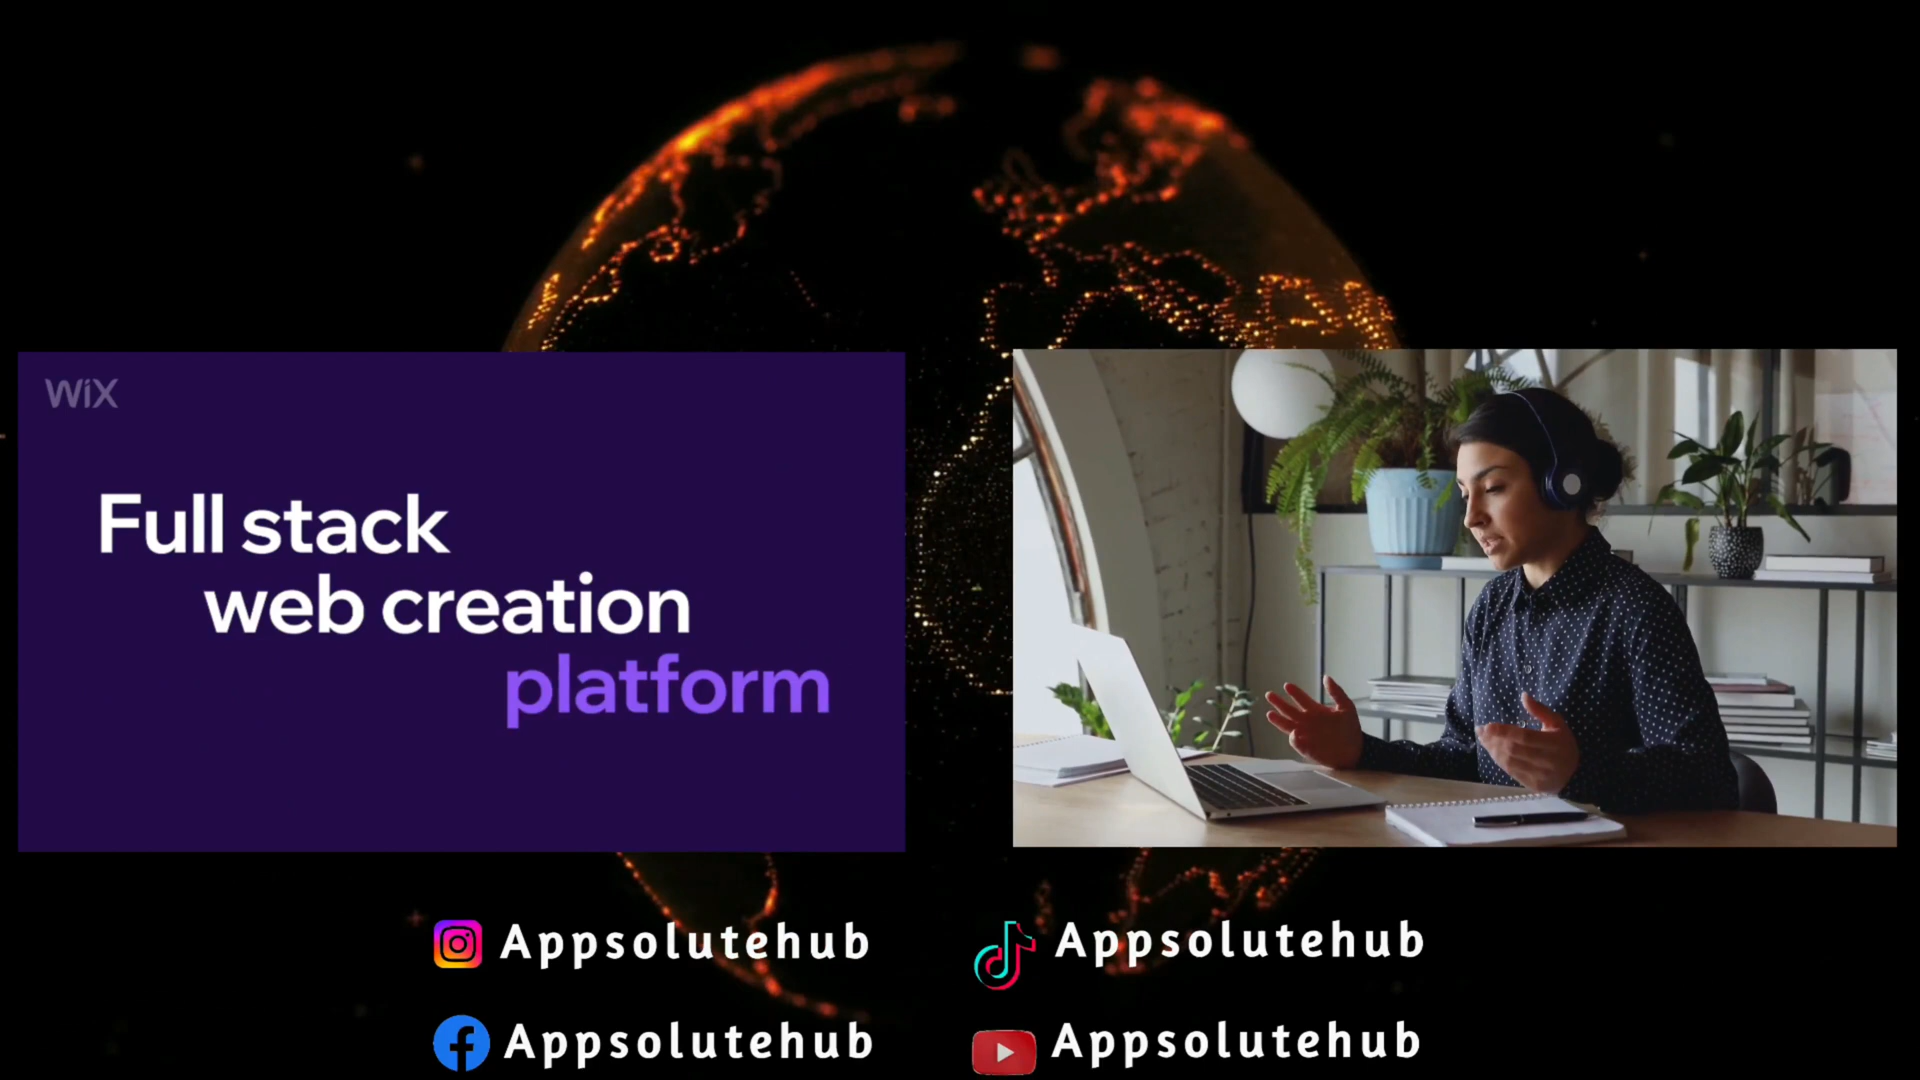 WiX
Full stack
web creation
platform
Appsolutehub
Appsolutehub
Appsolutehub
Appsolutehub